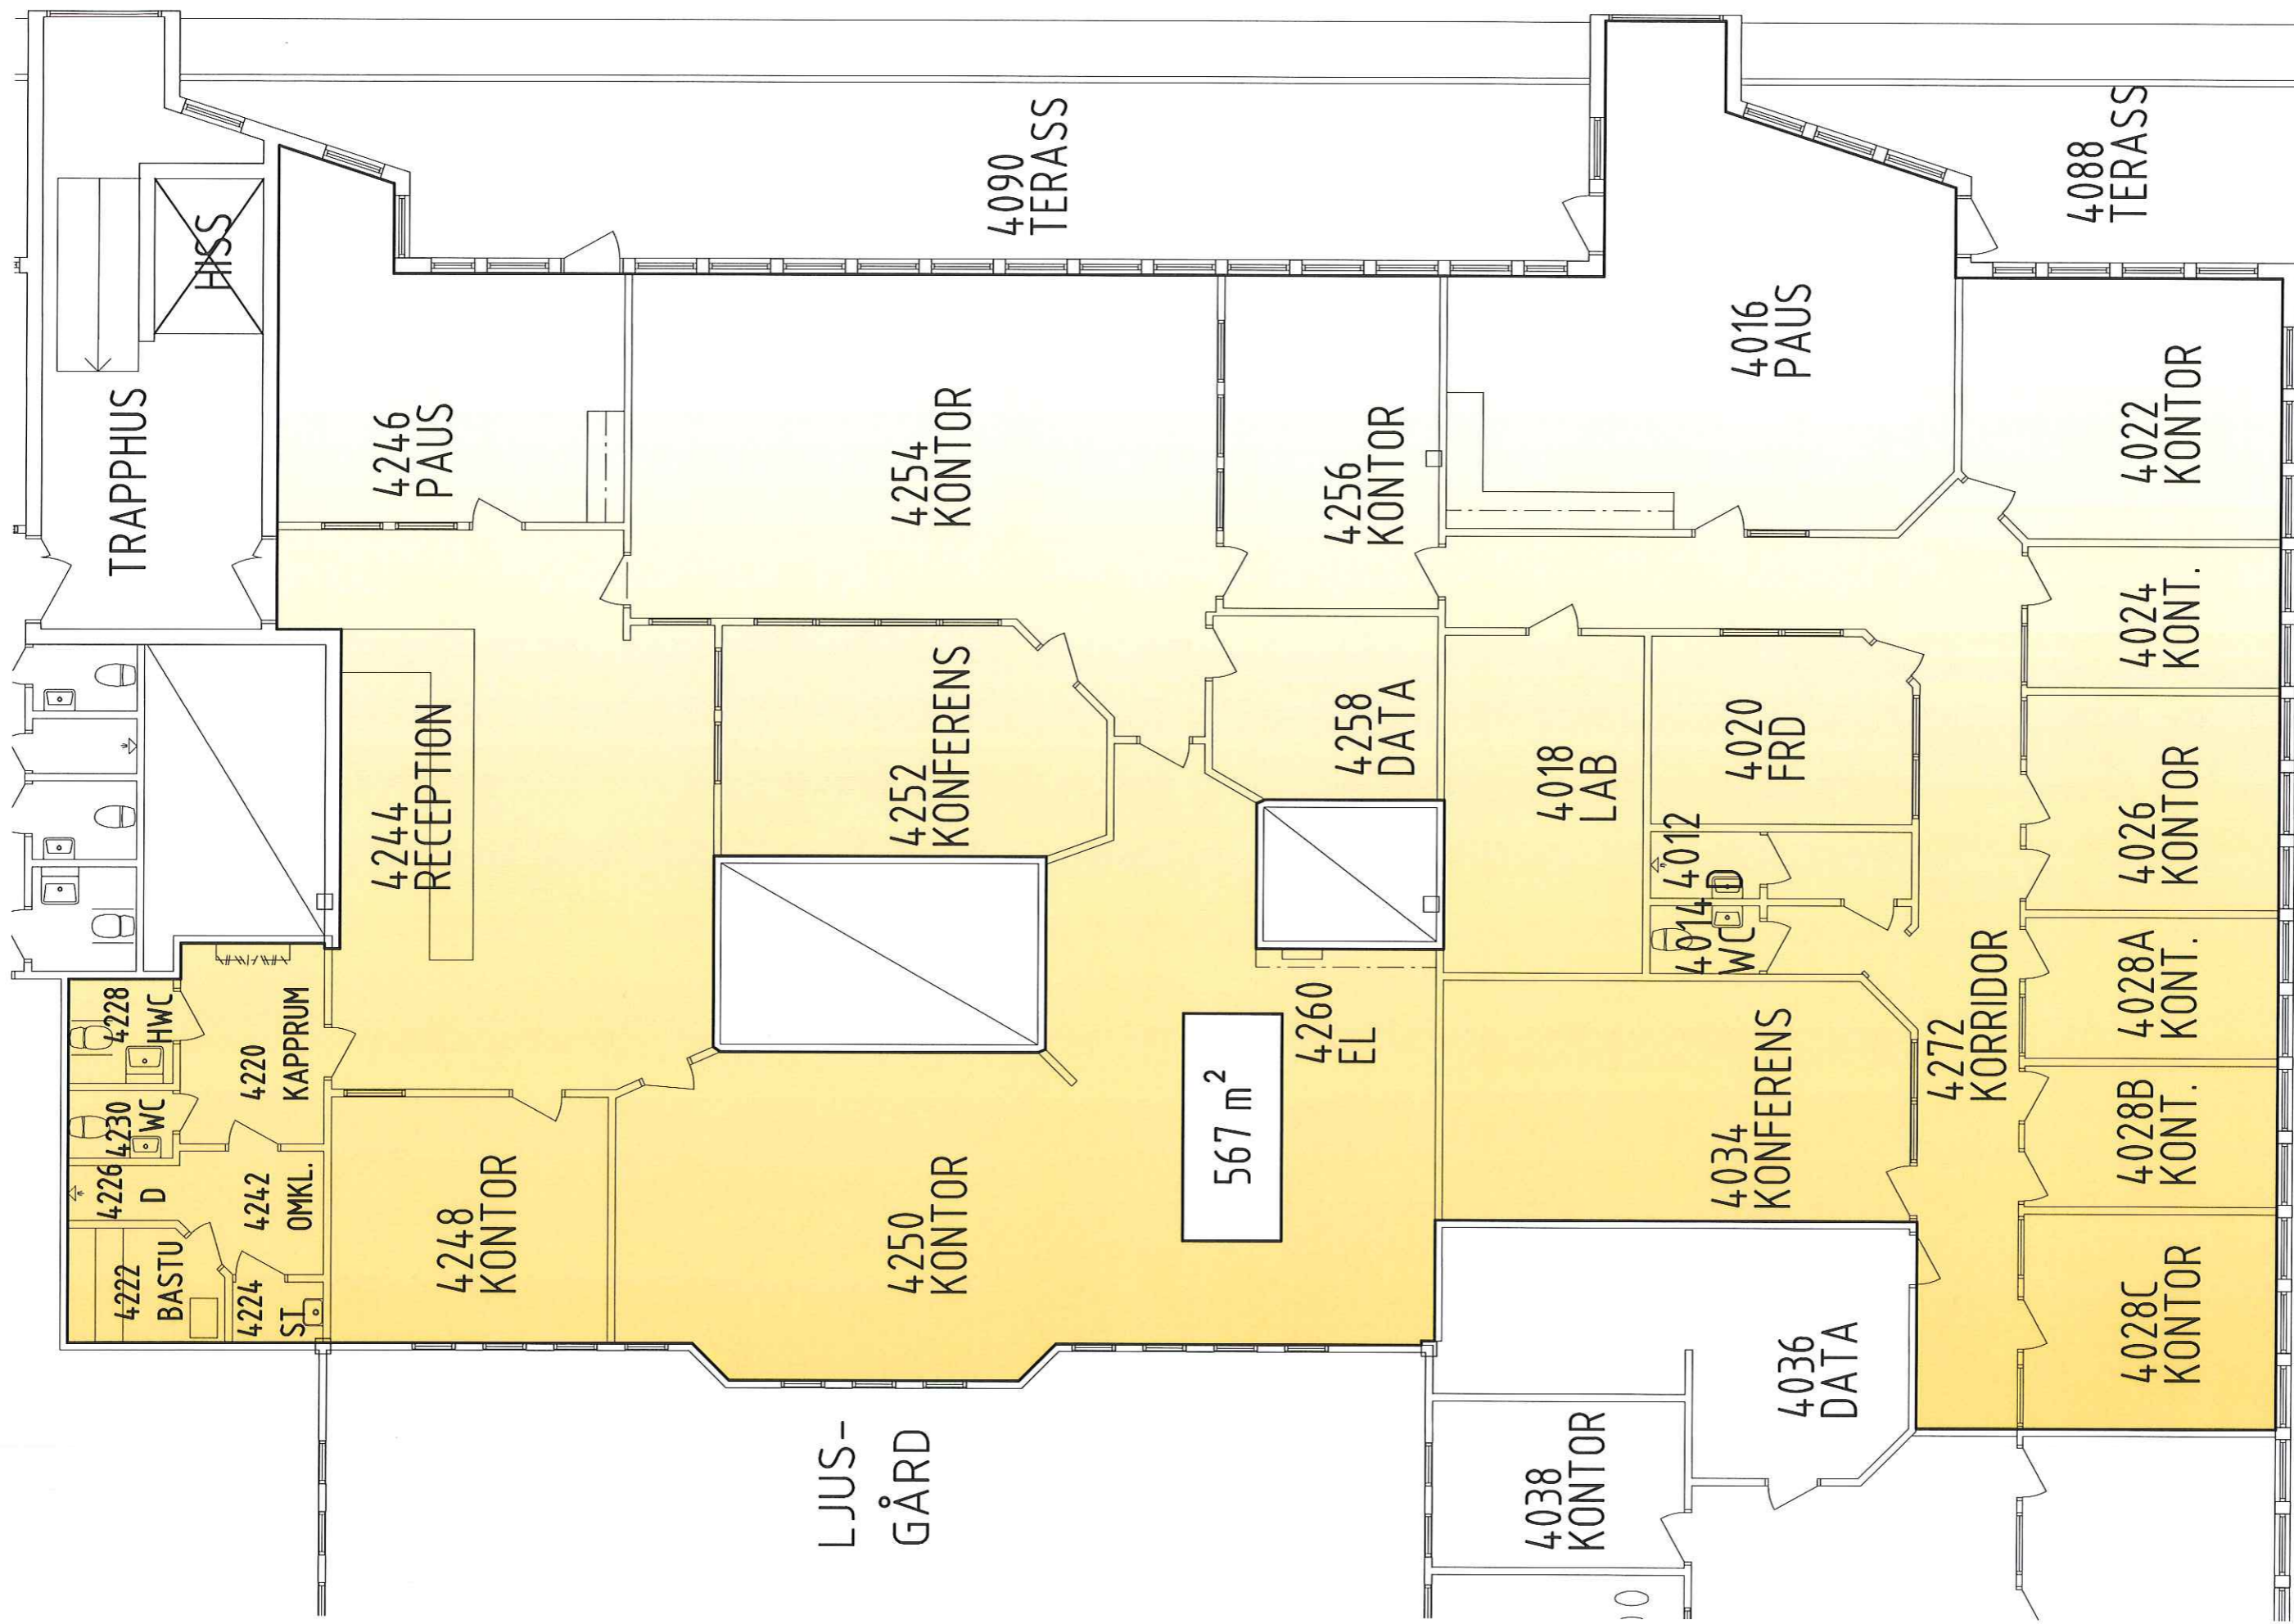 TRAPPHUS
HISS
4246
PAUS
4090
TERASS
4088
TERASS
4244
RECEPTION
4254
KONTOR
4256
KONTOR
4016
PAUS
4022
KONTOR
4024
KONT.
4252
KONFERENS
4258
DATA
4018
LAB
4020
FRD
4012
4014
WC
4026
KONTOR
4028A
KONT.
4228
HWC
4220
KAPPRUM
4230
WC
4226
D
4242
OMKL.
4222
BASTU
4224
ST
4248
KONTOR
4250
KONTOR
567 m²
4260
EL
4034
KONFERENS
4272
KORRIDOR
4028B
KONT.
4028C
KONTOR
4036
DATA
4038
KONTOR
LJUS-
GÅRD